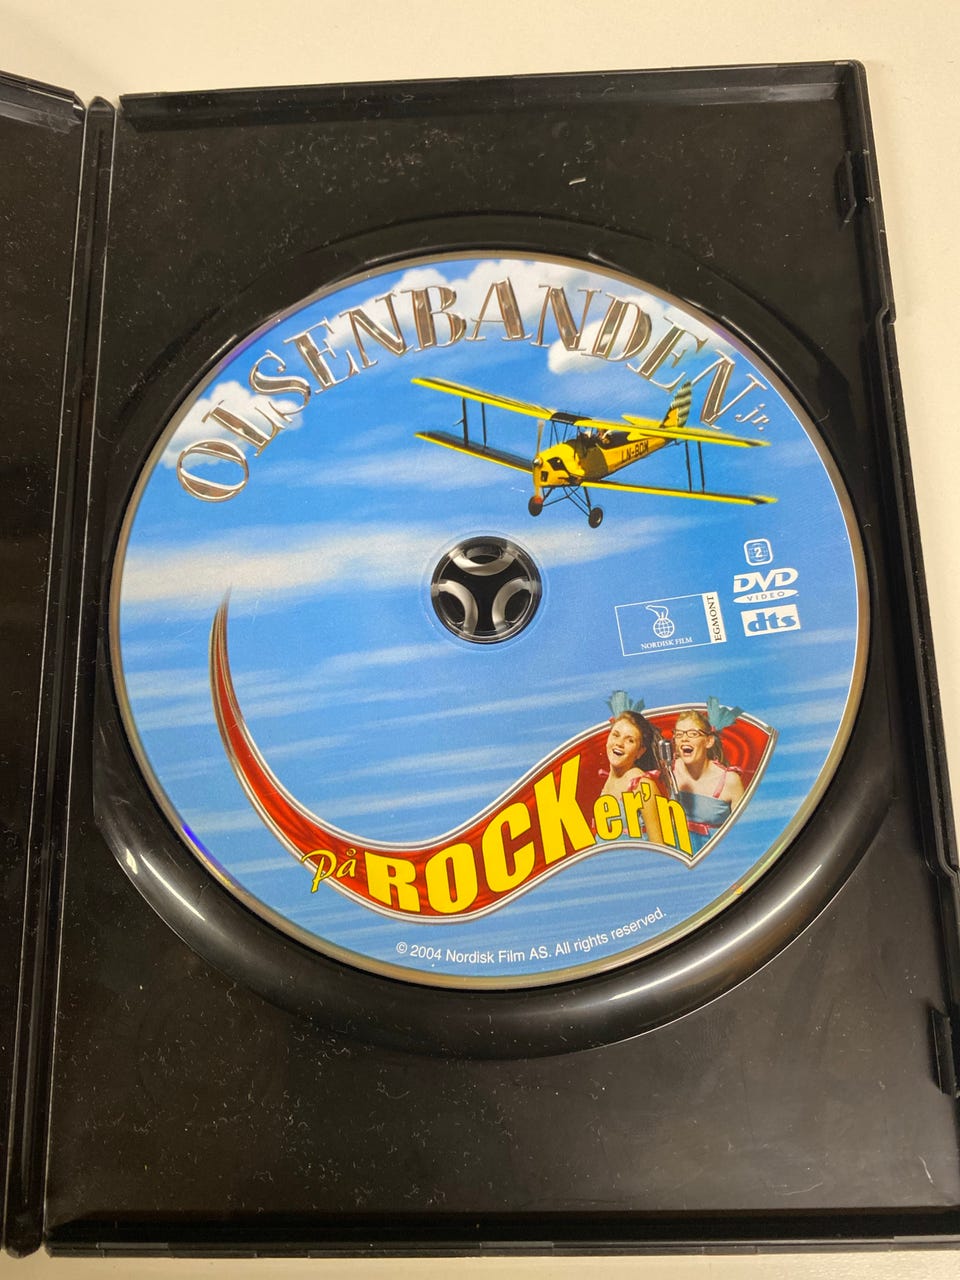 OLSENBANDEN jr.
LN-BDM
2
DVD
VIDEO
dts
EGMONT
NORDISK FILM
På ROCKer'n
© 2004 Nordisk Film AS. All rights reserved.